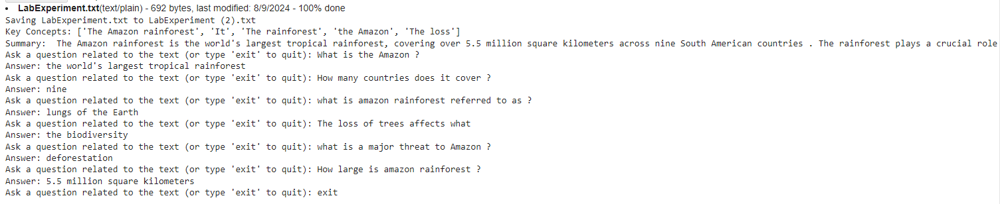 • LabExperiment.txt(text/plain) - 692 bytes, last modified: 8/9/2024 - 100% done
Saving LabExperiment.txt to LabExperiment (2).txt
Key Concepts: ['The Amazon rainforest', 'It', 'The rainforest', 'the Amazon', 'The loss']
Summary:  The Amazon rainforest is the world's largest tropical rainforest, covering over 5.5 million square kilometers across nine South American countries . The rainforest plays a crucial role
Ask a question related to the text (or type 'exit' to quit): What is the Amazon ?
Answer: the world's largest tropical rainforest
Ask a question related to the text (or type 'exit' to quit): How many countries does it cover ?
Answer: nine
Ask a question related to the text (or type 'exit' to quit): what is amazon rainforest referred to as ?
Answer: lungs of the Earth
Ask a question related to the text (or type 'exit' to quit): The loss of trees affects what
Answer: the biodiversity
Ask a question related to the text (or type 'exit' to quit): what is a major threat to Amazon ?
Answer: deforestation
Ask a question related to the text (or type 'exit' to quit): How large is amazon rainforest ?
Answer: 5.5 million square kilometers
Ask a question related to the text (or type 'exit' to quit): exit